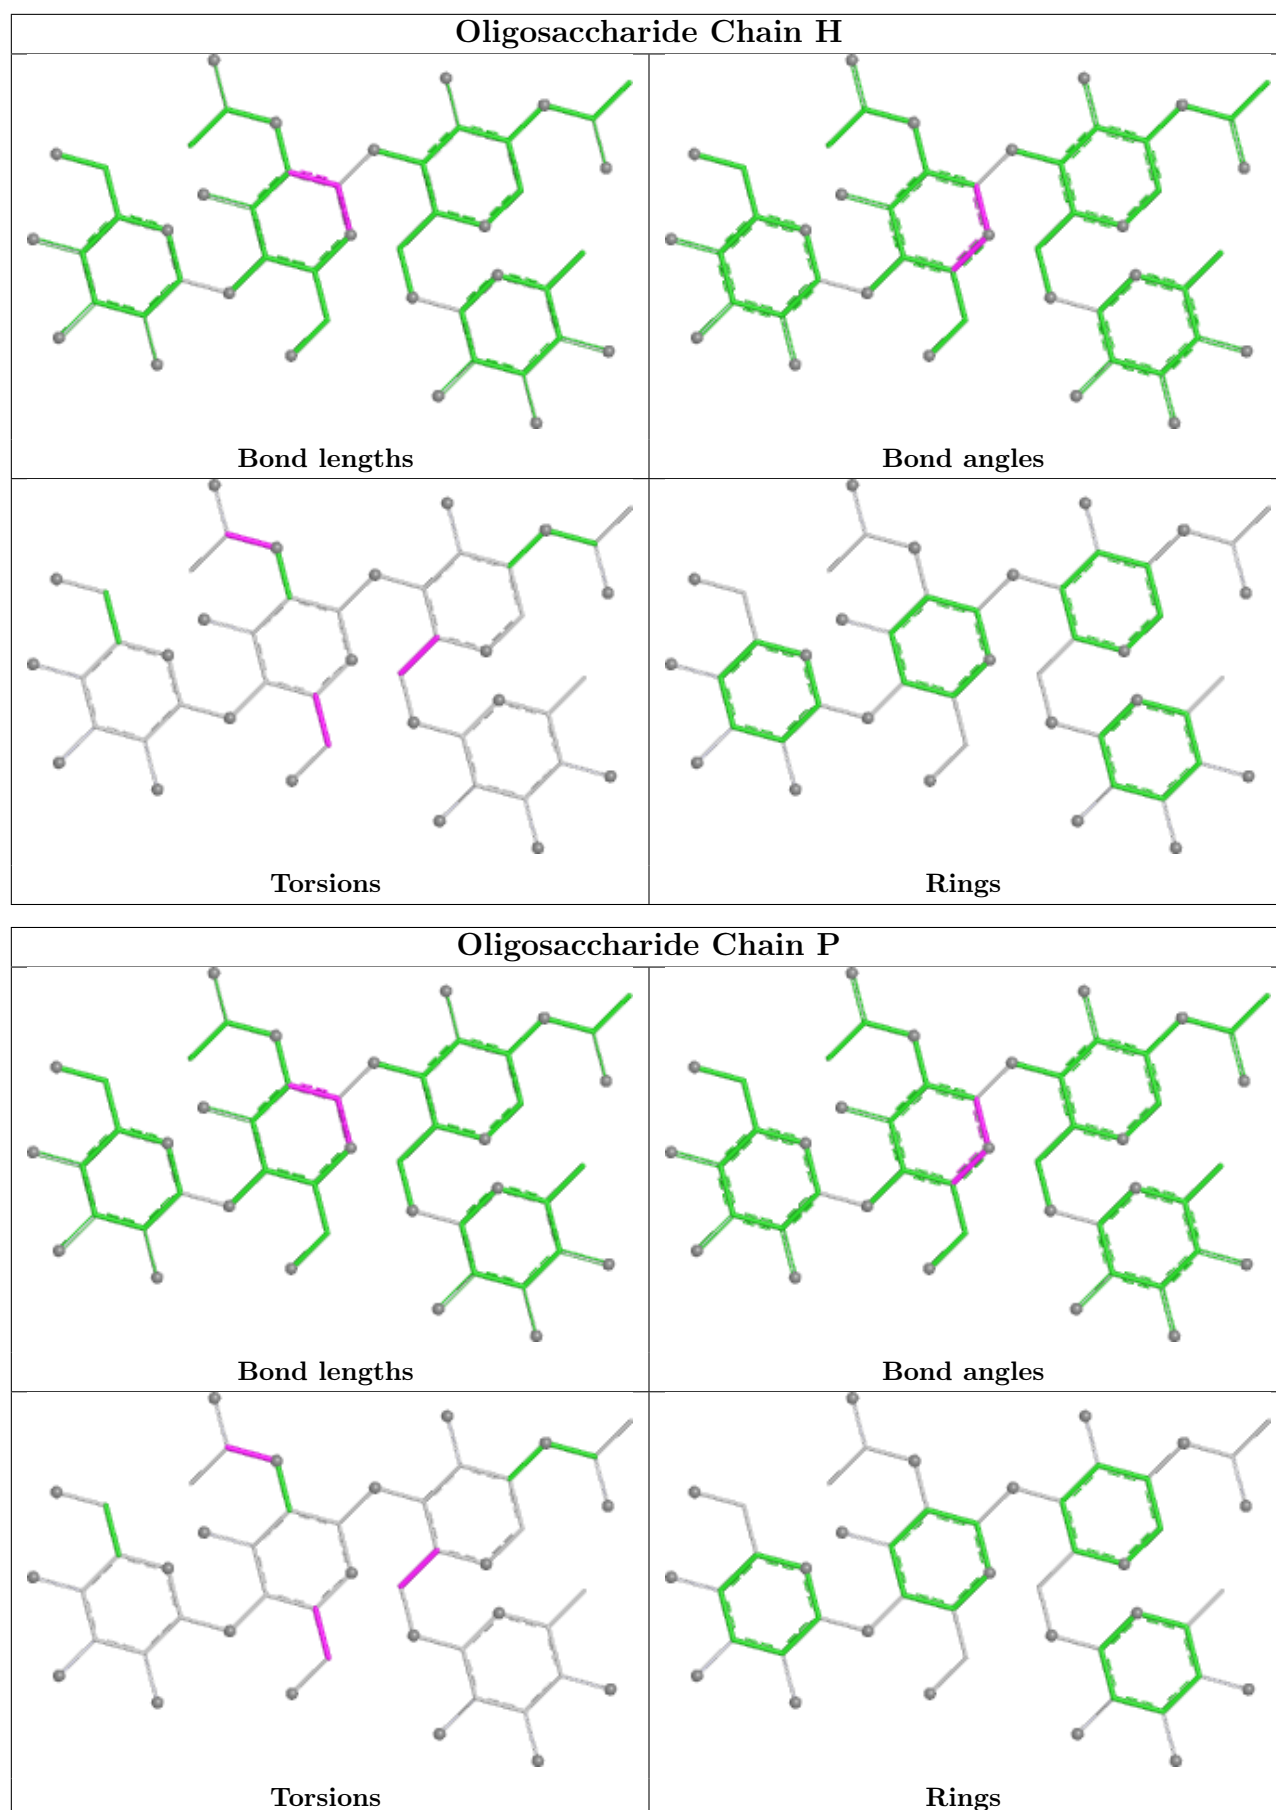 Oligosaccharide Chain H
Bond lengths
Bond angles
Torsions
Rings
Oligosaccharide Chain P
Bond lengths
Bond angles
Torsions
Rings